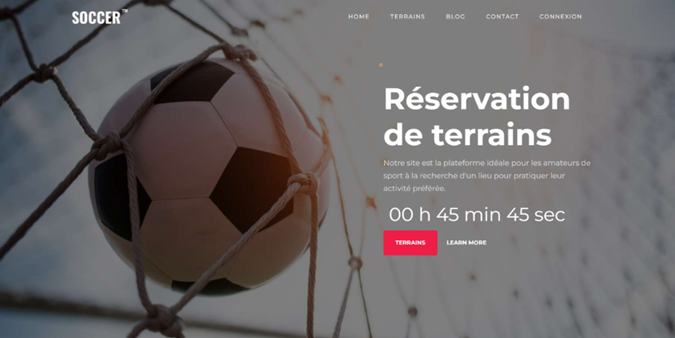 SOCCER™
HOME TERRAINS BLOG CONTACT CONNEXION
Réservation
de terrains
Notre site est la plateforme idéale pour les amateurs de
sport à la recherche d'un lieu pour pratiquer leur
activité préférée.
00 h 45 min 45 sec
TERRAINS LEARN MORE